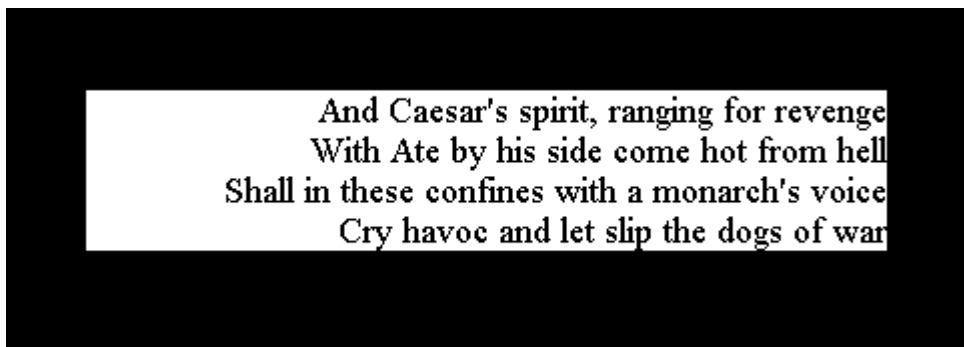 And Caesar's spirit, ranging for revenge
With Ate by his side come hot from hell
Shall in these confines with a monarch's voice
Cry havoc and let slip the dogs of war